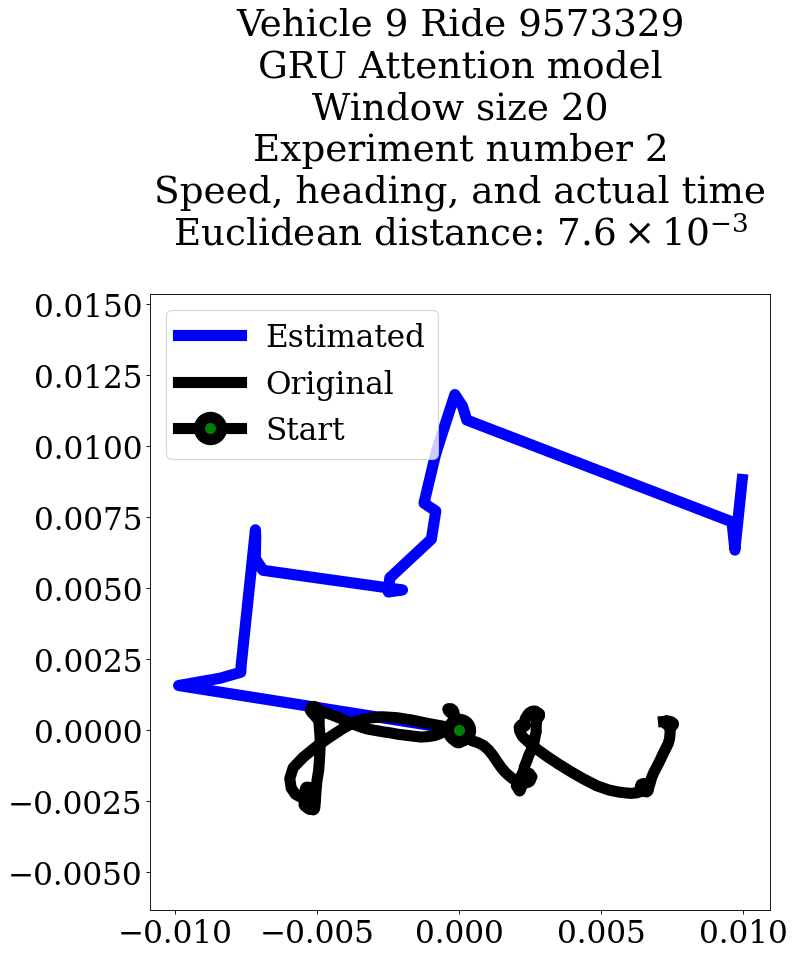 Vehicle 9 Ride 9573329
GRU Attention model
Window size 20
Experiment number 2
Speed, heading, and actual time
Euclidean distance: 7.6 × 10⁻³
0.0150
0.0125
0.0100
0.0075
0.0050
0.0025
0.0000
−0.0025
−0.0050
Estimated
Original
Start
−0.010 −0.005 0.000 0.005 0.010